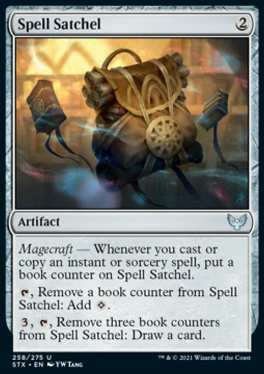 Spell Satchel 2
Artifact
Magecraft — Whenever you cast or
copy an instant or sorcery spell, put a
book counter on Spell Satchel.
, Remove a book counter from
Spell Satchel: Add .
3, , Remove three book counters
from Spell Satchel: Draw a card.
258/275 U
STX • EN YWTANG
™ & © 2021 Wizards of the Coast